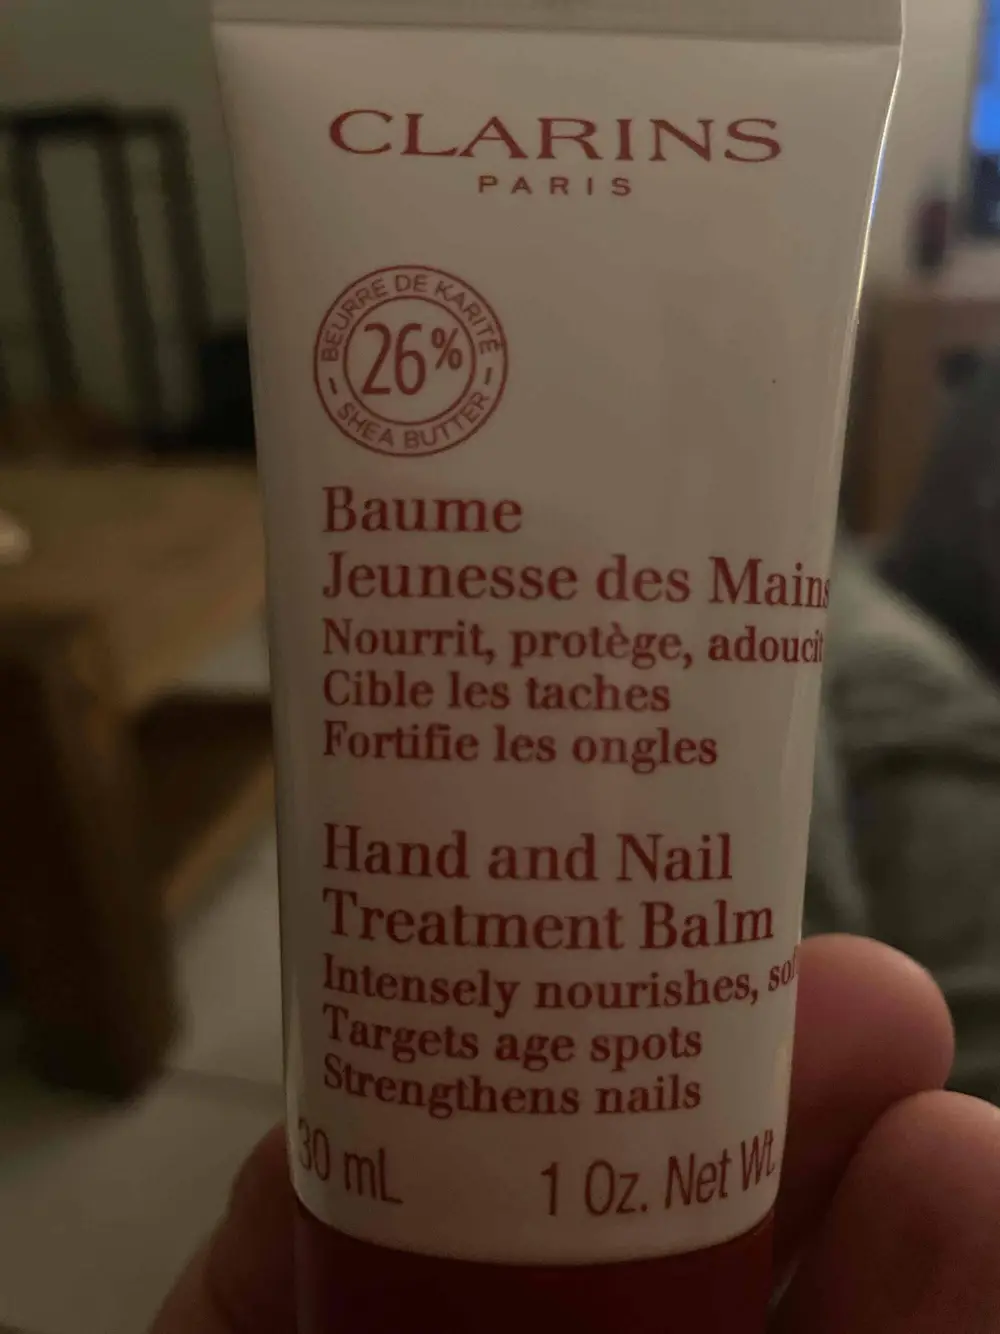 CLARINS
PARIS
BEURRE DE KARITÉ
26%
SHEA BUTTER
Baume
Jeunesse des Mains
Nourrit, protège, adoucit
Cible les taches
Fortifie les ongles
Hand and Nail
Treatment Balm
Intensely nourishes,
Targets age spots
Strengthens nails
30 mL 1 Oz. Net Wt.